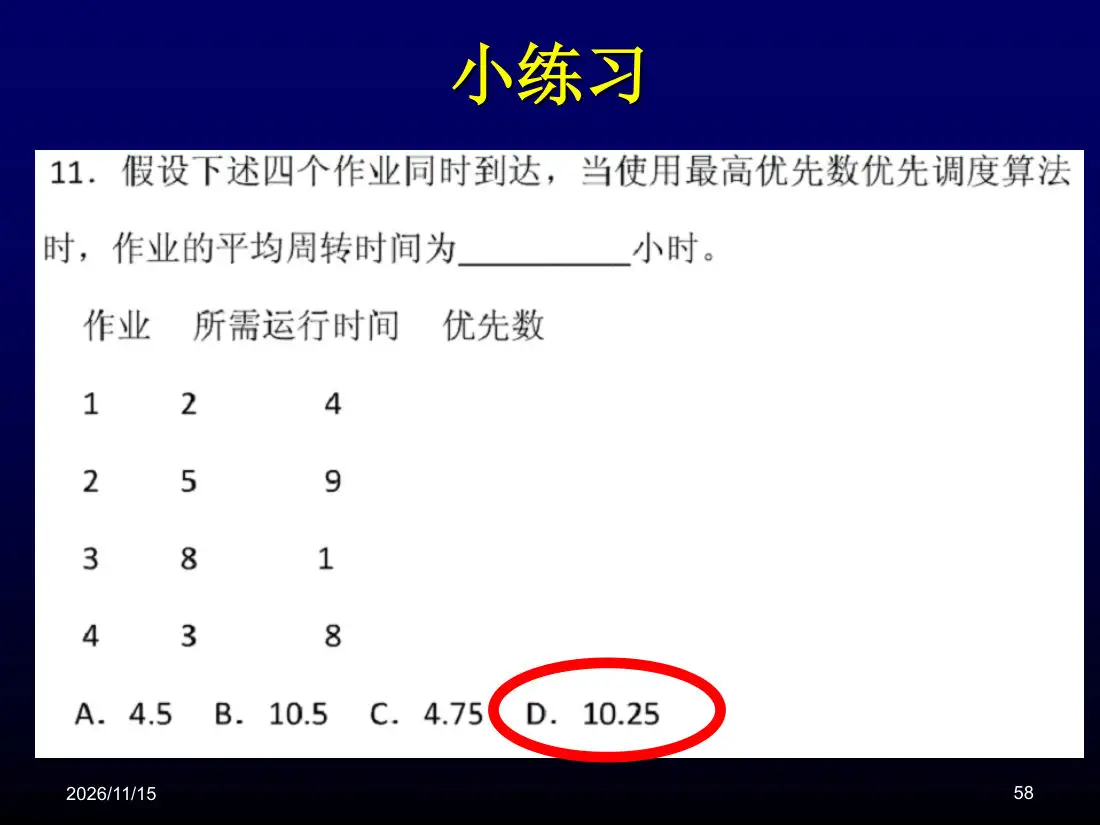 小练习
11．假设下述四个作业同时到达，当使用最高优先数优先调度算法
时，作业的平均周转时间为__________小时。
作业 所需运行时间 优先数
1 2 4
2 5 9
3 8 1
4 3 8
A．4.5 B．10.5 C．4.75 D．10.25
2026/11/15 58